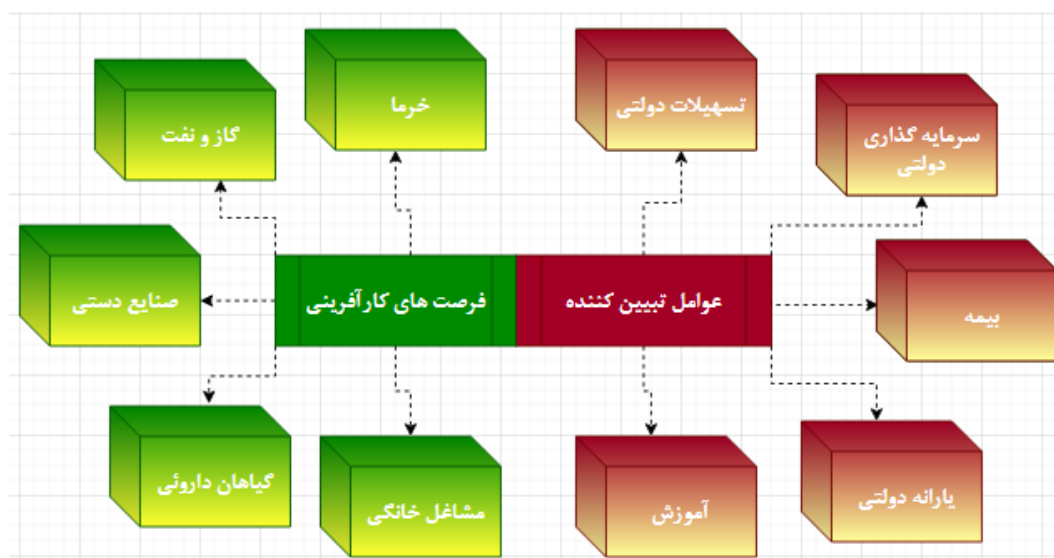 خرما
تسهیلات دولتی
گاز و نفت
سرمایه گذاری
دولتی
صنایع دستی
فرصت های کارآفرینی
عوامل تبیین کننده
بیمه
گیاهان داروئی
مشاغل خانگی
آموزش
یارانه دولتی